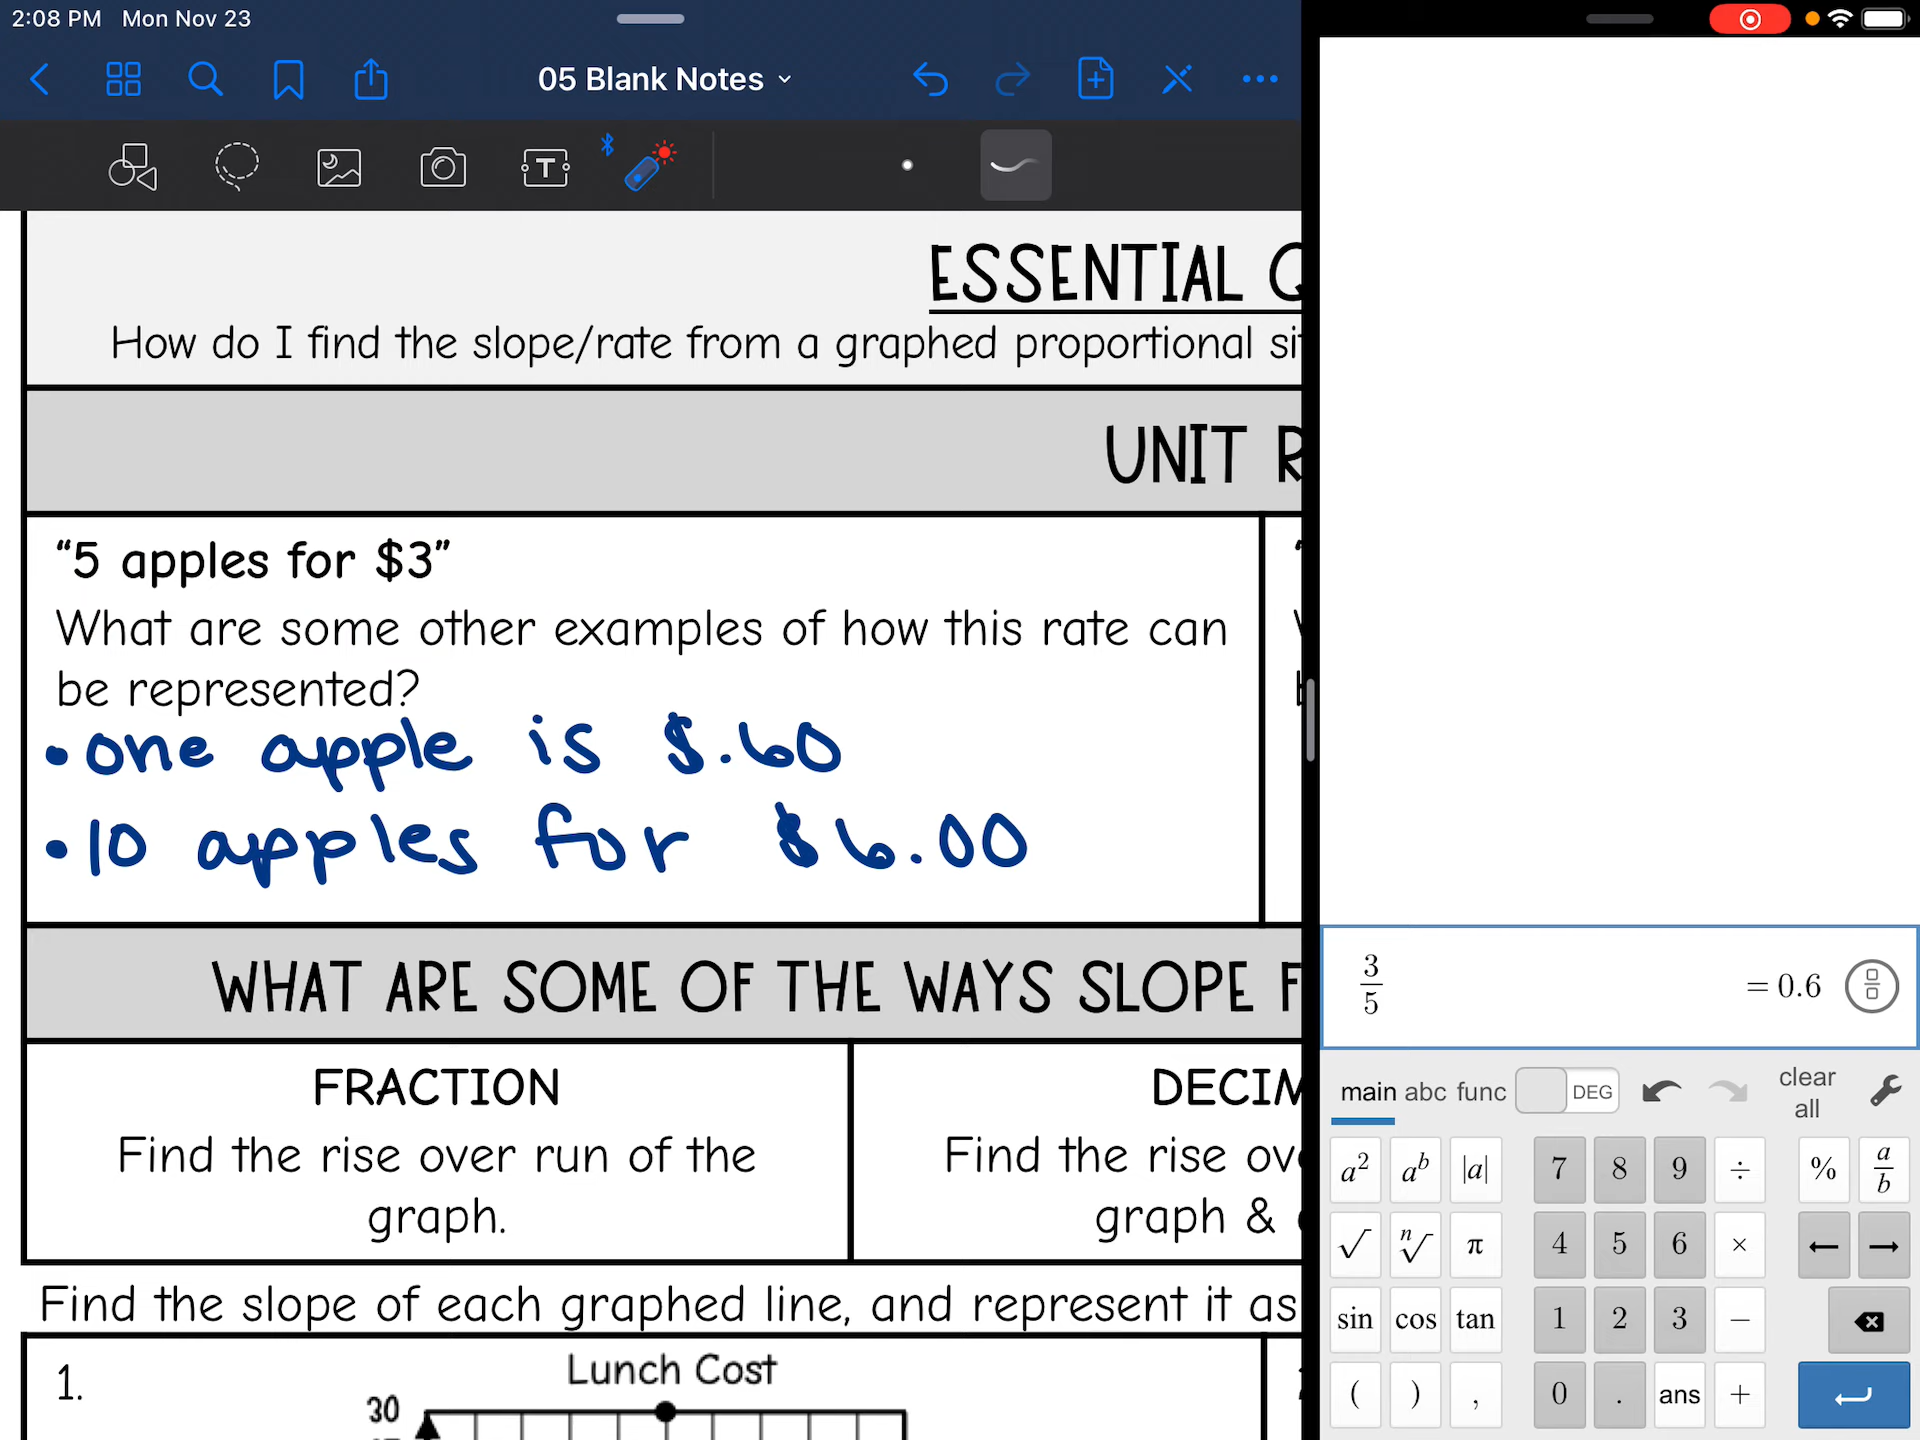 2:08 PM Mon Nov 23
05 Blank Notes
T
ESSENTIAL
How do I find the slope/rate from a graphed proportional
UNIT
"5 apples for $3"
What are some other examples of how this rate can
be represented?
• one apple is $.60
• 10 apples for $6.00
WHAT ARE SOME OF THE WAYS SLOPE
FRACTION
Find the rise over run of the
graph.
DECIM
Find the rise ov
graph &
Find the slope of each graphed line, and represent it as
1.
Lunch Cost
30
3/5 = 0.6
main abc func DEG clear all
a² aᵇ |a| 7 8 9 ÷ % a/b
√ ⁿ√ π 4 5 6 × ← →
sin cos tan 1 2 3 −
( ) , 0 . ans +